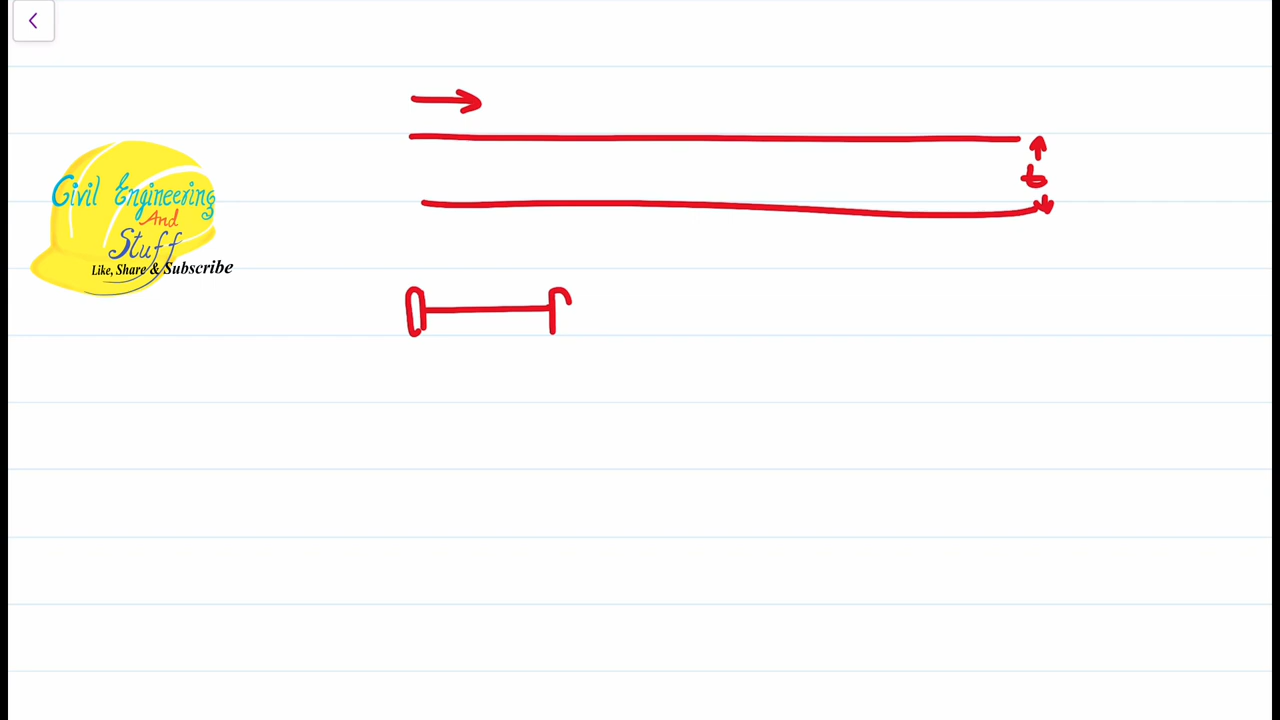 Civil Engineering
And
Stuff
Like, Share & Subscribe
t